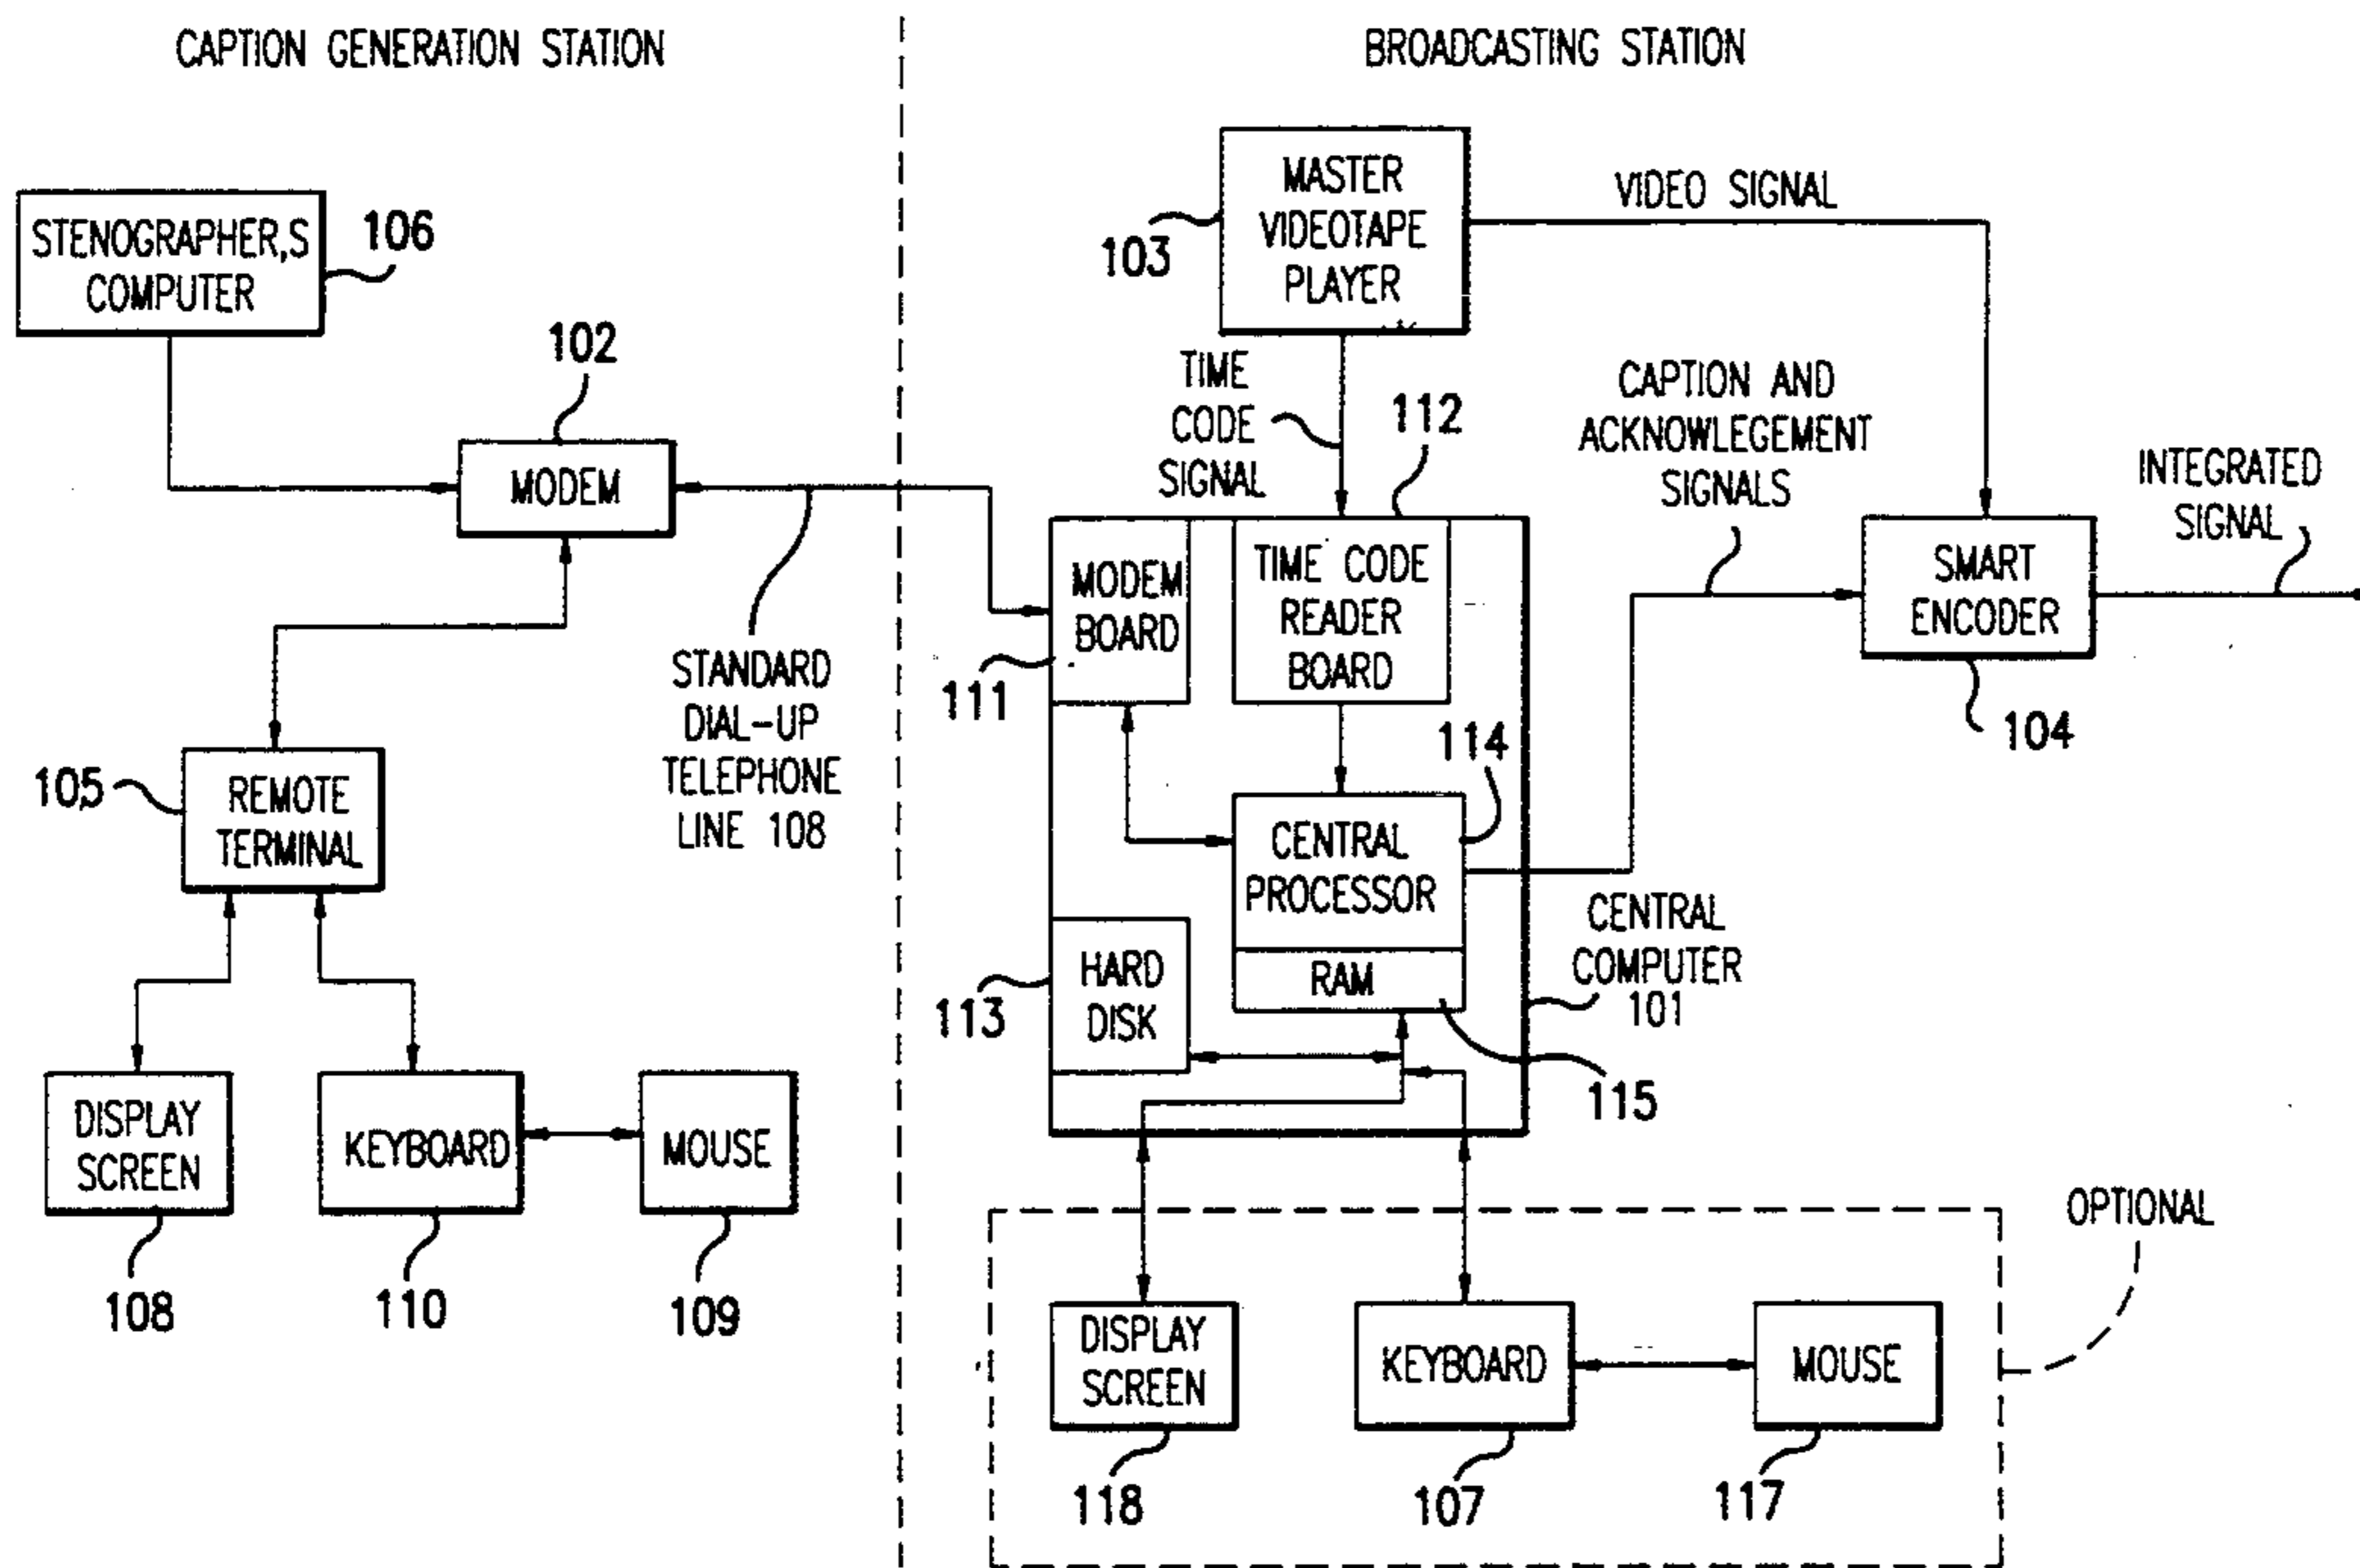 CAPTION GENERATION STATION
BROADCASTING STATION
STENOGRAPHER,S
COMPUTER
106
102
MODEM
STANDARD
DIAL-UP
TELEPHONE
LINE 108
105
REMOTE
TERMINAL
DISPLAY
SCREEN
108
KEYBOARD
110
MOUSE
109
MASTER
VIDEOTAPE
PLAYER
103
VIDEO SIGNAL
TIME
CODE
SIGNAL
112
CAPTION AND
ACKNOWLEGEMENT
SIGNALS
INTEGRATED
SIGNAL
MODEM
BOARD
111
TIME CODE
READER
BOARD
SMART
ENCODER
104
114
CENTRAL
PROCESSOR
RAM
HARD
DISK
113
CENTRAL
COMPUTER
101
115
OPTIONAL
DISPLAY
SCREEN
118
KEYBOARD
107
MOUSE
117